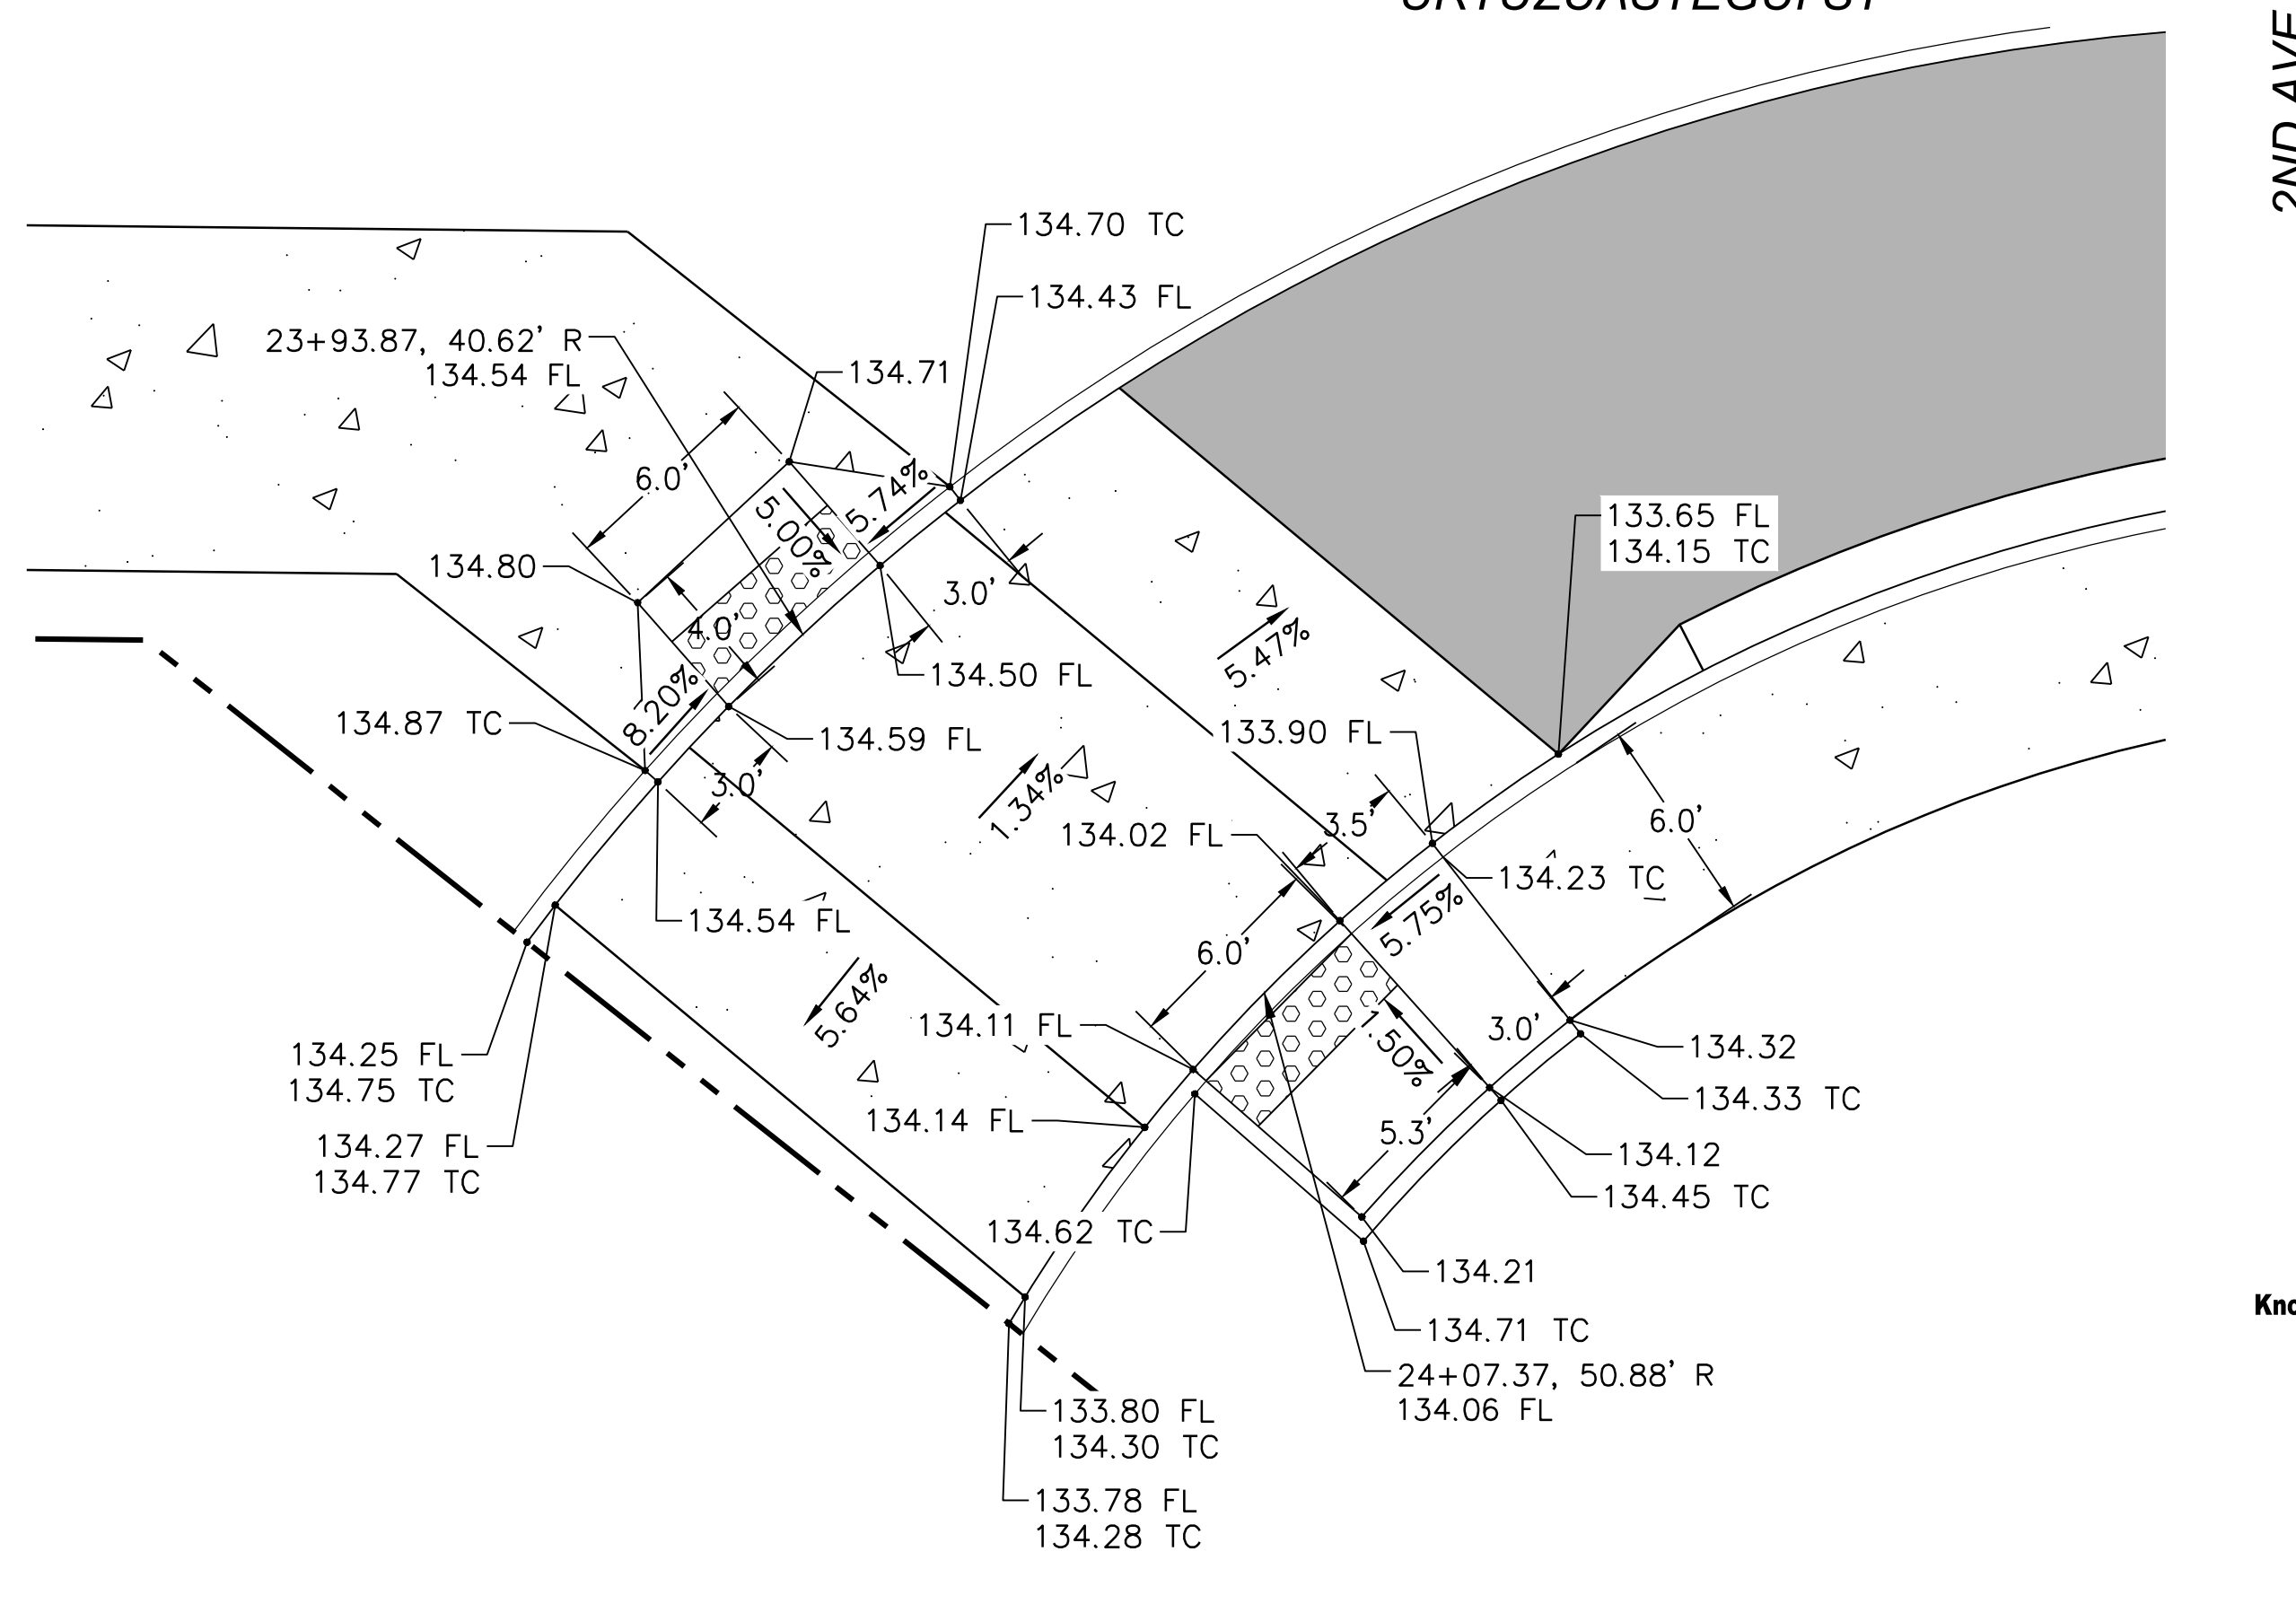 2ND AVE
134.70 TC
134.43 FL
23+93.87, 40.62' R
134.54 FL
134.71
6.0'
5.74%
5.00%
133.65 FL
134.15 TC
134.80
3.0'
4.0'
134.50 FL
5.47%
8.20%
134.87 TC
134.59 FL
133.90 FL
3.0'
1.34%
3.5'
134.02 FL
6.0'
134.23 TC
134.54 FL
5.75%
6.0'
5.64%
134.11 FL
1.50%
3.0'
134.25 FL
134.75 TC
134.32
134.33 TC
134.14 FL
5.3'
134.27 FL
134.77 TC
134.12
134.45 TC
134.62 TC
134.21
134.71 TC
24+07.37, 50.88' R
134.06 FL
133.80 FL
134.30 TC
133.78 FL
134.28 TC